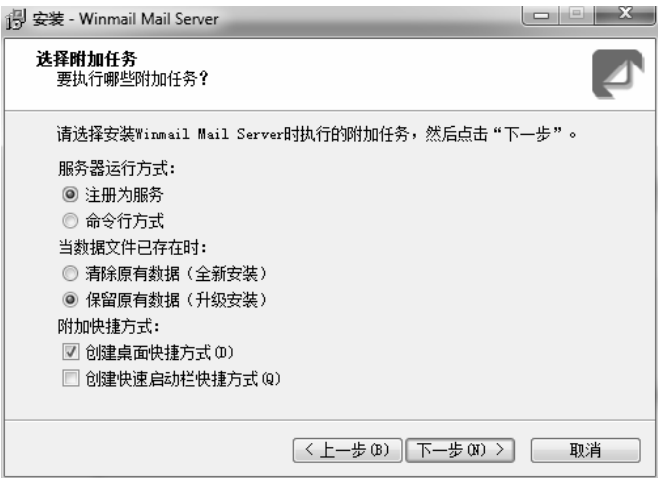 安装 - Winmail Mail Server
选择附加任务
要执行哪些附加任务？
请选择安装Winmail Mail Server时执行的附加任务，然后点击“下一步”。
服务器运行方式：
注册为服务
命令行方式
当数据文件已存在时：
清除原有数据（全新安装）
保留原有数据（升级安装）
附加快捷方式：
创建桌面快捷方式(D)
创建快速启动栏快捷方式(Q)
< 上一步(B) 下一步(N) > 取消